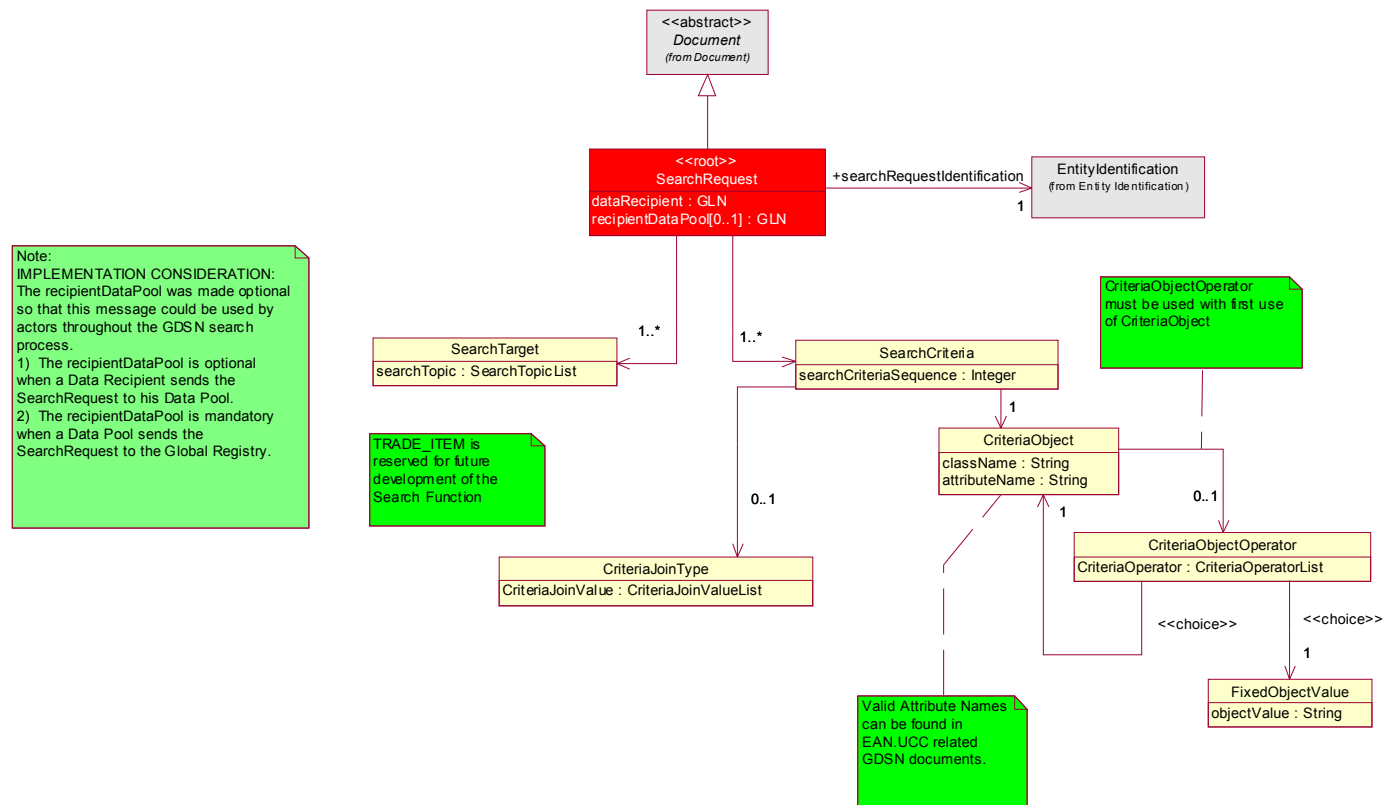 <<abstract>>
Document
(from Document)
<<root>>
SearchRequest
dataRecipient : GLN
recipientDataPool[0..1] : GLN
+searchRequestIdentification
1
EntityIdentification
(from Entity Identification)
Note:
IMPLEMENTATION CONSIDERATION:
The recipientDataPool was made optional
so that this message could be used by
actors throughout the GDSN search
process.
1)  The recipientDataPool is optional
when a Data Recipient sends the
SearchRequest to his Data Pool.
2)  The recipientDataPool is mandatory
when a Data Pool sends the
SearchRequest to the Global Registry.
CriteriaObjectOperator
must be used with first use
of CriteriaObject
1..*
1..*
SearchTarget
searchTopic : SearchTopicList
SearchCriteria
searchCriteriaSequence : Integer
1
TRADE_ITEM is
reserved for future
development of the
Search Function
CriteriaObject
className : String
attributeName : String
0..1
1
0..1
CriteriaJoinType
CriteriaJoinValue : CriteriaJoinValueList
CriteriaObjectOperator
CriteriaOperator : CriteriaOperatorList
<<choice>>
<<choice>>
1
FixedObjectValue
objectValue : String
Valid Attribute Names
can be found in
EAN.UCC related
GDSN documents.